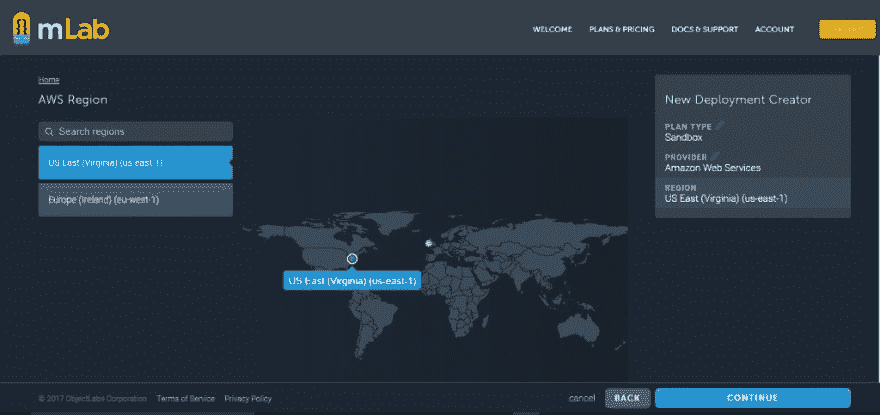 mLab
WELCOME
PLANS & PRICING
DOCS & SUPPORT
ACCOUNT
Home
AWS Region
Search regions
US East (Virginia) (us-east-1)
Europe (Ireland) (eu-west-1)
US East (Virginia) (us-east-1)
New Deployment Creator
PLAN TYPE
Sandbox
PROVIDER
Amazon Web Services
REGION
US East (Virginia) (us-east-1)
© 2017 ObjectLabs Corporation
Terms of Service
Privacy Policy
cancel
BACK
CONTINUE